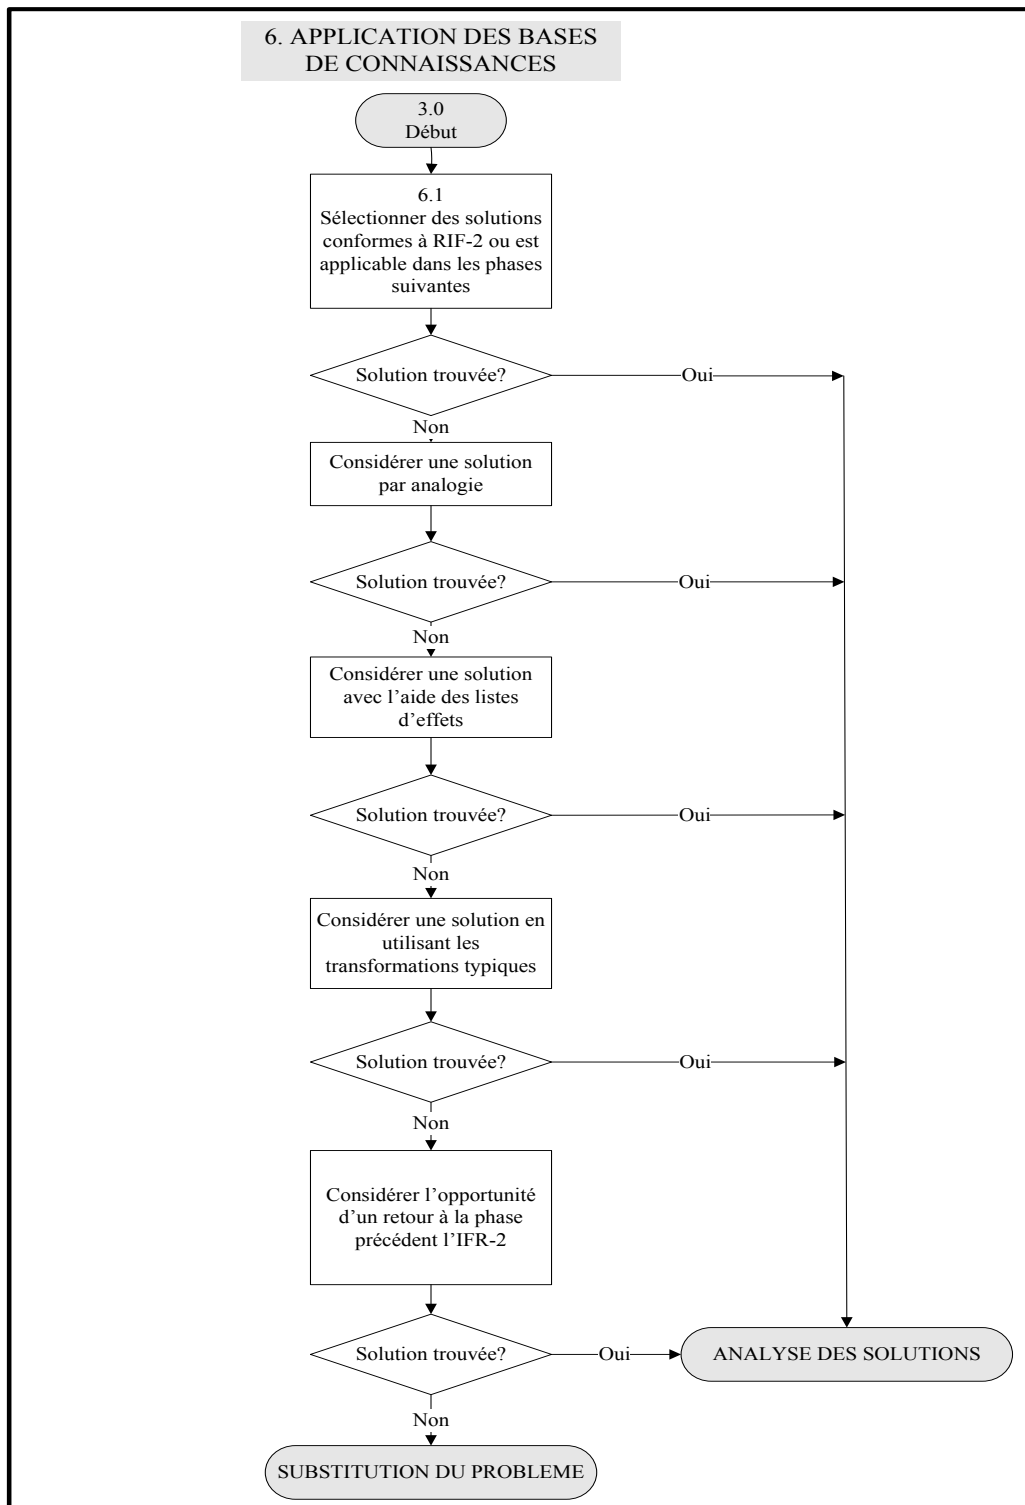 6. APPLICATION DES BASES
DE CONNAISSANCES
3.0
Début
6.1
Sélectionner des solutions
conformes à RIF-2 ou est
applicable dans les phases
suivantes
Solution trouvée?
Oui
Non
Considérer une solution
par analogie
Solution trouvée?
Oui
Non
Considérer une solution
avec l’aide des listes
d’effets
Solution trouvée?
Oui
Non
Considérer une solution en
utilisant les
transformations typiques
Solution trouvée?
Oui
Non
Considérer l’opportunité
d’un retour à la phase
précédent l’IFR-2
Solution trouvée?
Oui
ANALYSE DES SOLUTIONS
Non
SUBSTITUTION DU PROBLEME